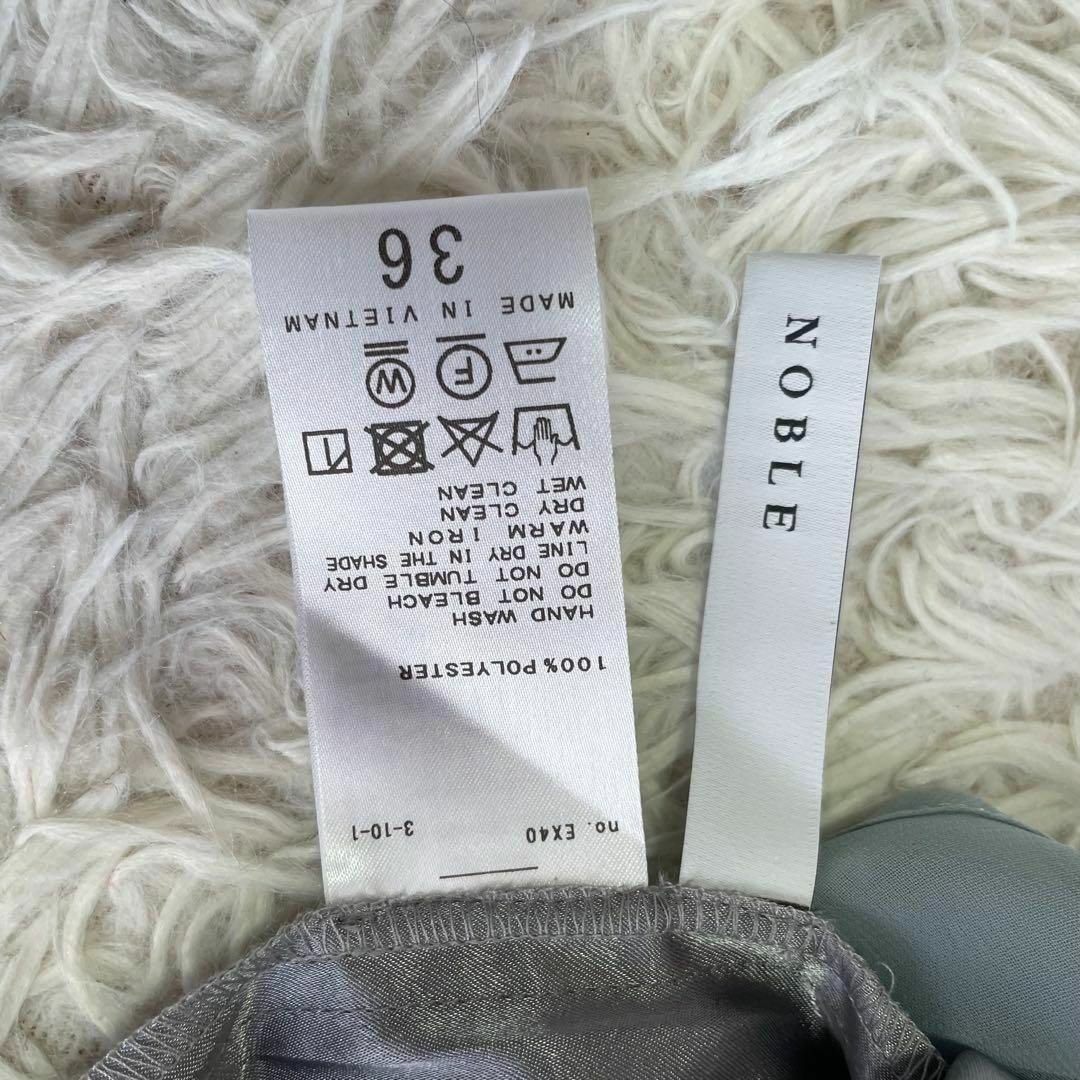 36
MADE IN VIETNAM
F
W
100%POLYESTER
HAND WASH
DO NOT BLEACH
DO NOT TUMBLE DRY
LINE DRY IN THE SHADE
WARM IRON
DRY CLEAN
WET CLEAN
no. EX40
3-10-1
NOBLE